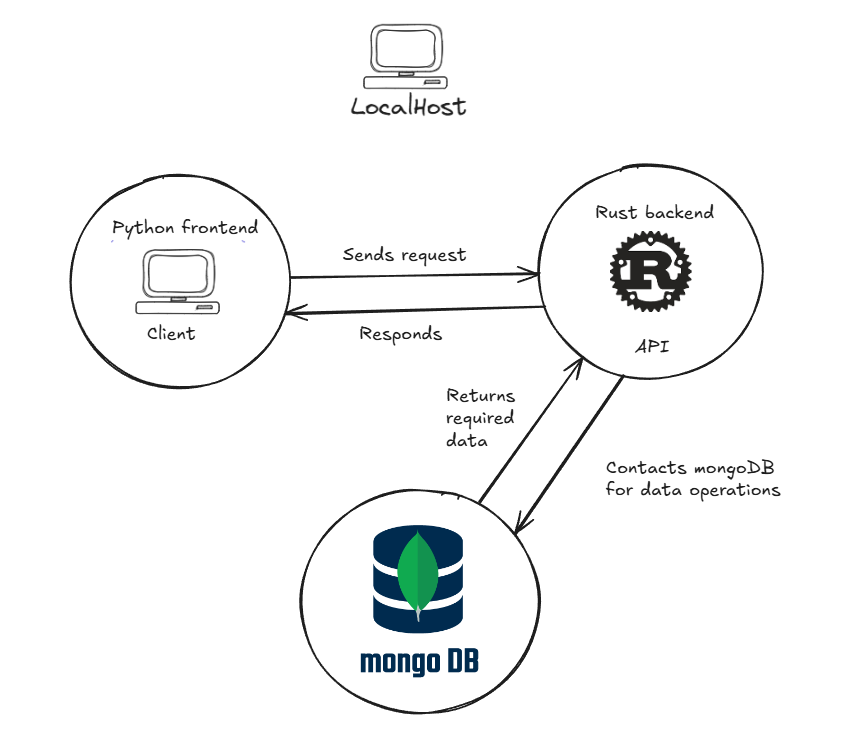 LocalHost
Python frontend
Client
Sends request
Responds
Rust backend
R
API
Returns
required
data
Contacts mongoDB
for data operations
mongo DB